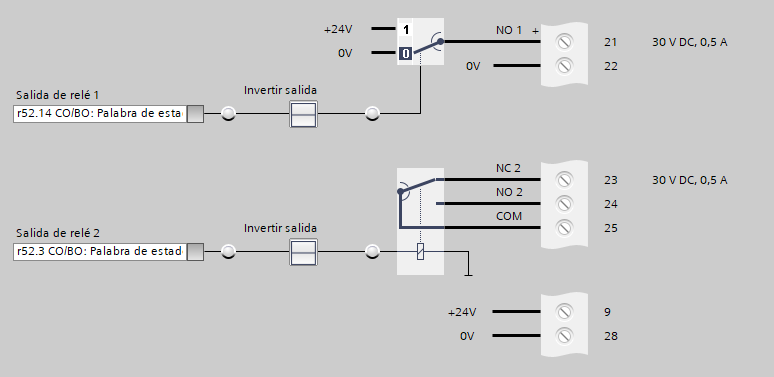 +24V 1 NO 1 + 21 30 V DC, 0,5 A
0V 0 0V 22
Salida de relé 1 Invertir salida
r52.14 CO/BO: Palabra de esta
NC 2 23 30 V DC, 0,5 A
NO 2 24
COM 25
Salida de relé 2 Invertir salida
r52.3 CO/BO: Palabra de estad
+24V 9
0V 28